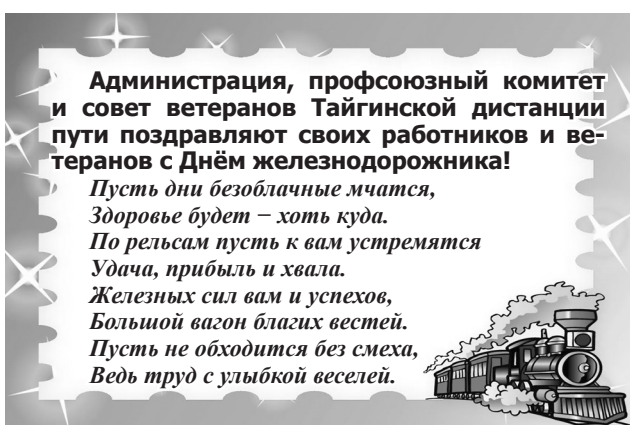 Администрация, профсоюзный комитет
и совет ветеранов Тайгинской дистанции
пути поздравляют своих работников и ве-
теранов с Днём железнодорожника!
Пусть дни безоблачные мчатся,
Здоровье будет – хоть куда.
По рельсам пусть к вам устремятся
Удача, прибыль и хвала.
Железных сил вам и успехов,
Большой вагон благих вестей.
Пусть не обходится без смеха,
Ведь труд с улыбкой веселей.